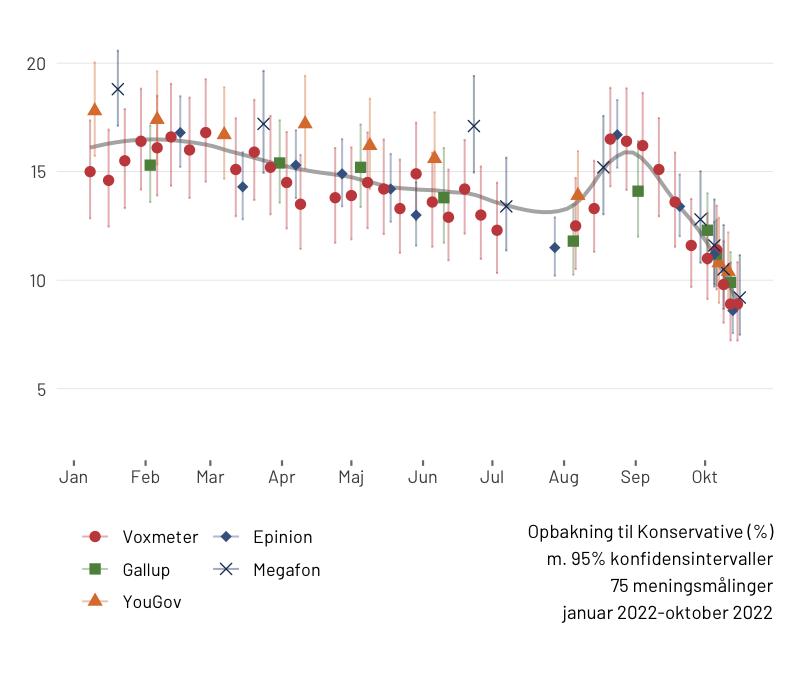 20
15
10
5
Jan Feb Mar Apr Maj Jun Jul Aug Sep Okt
Voxmeter Epinion
Gallup Megafon
YouGov
Opbakning til Konservative (%)
m. 95% konfidensintervaller
75 meningsmålinger
januar 2022-oktober 2022